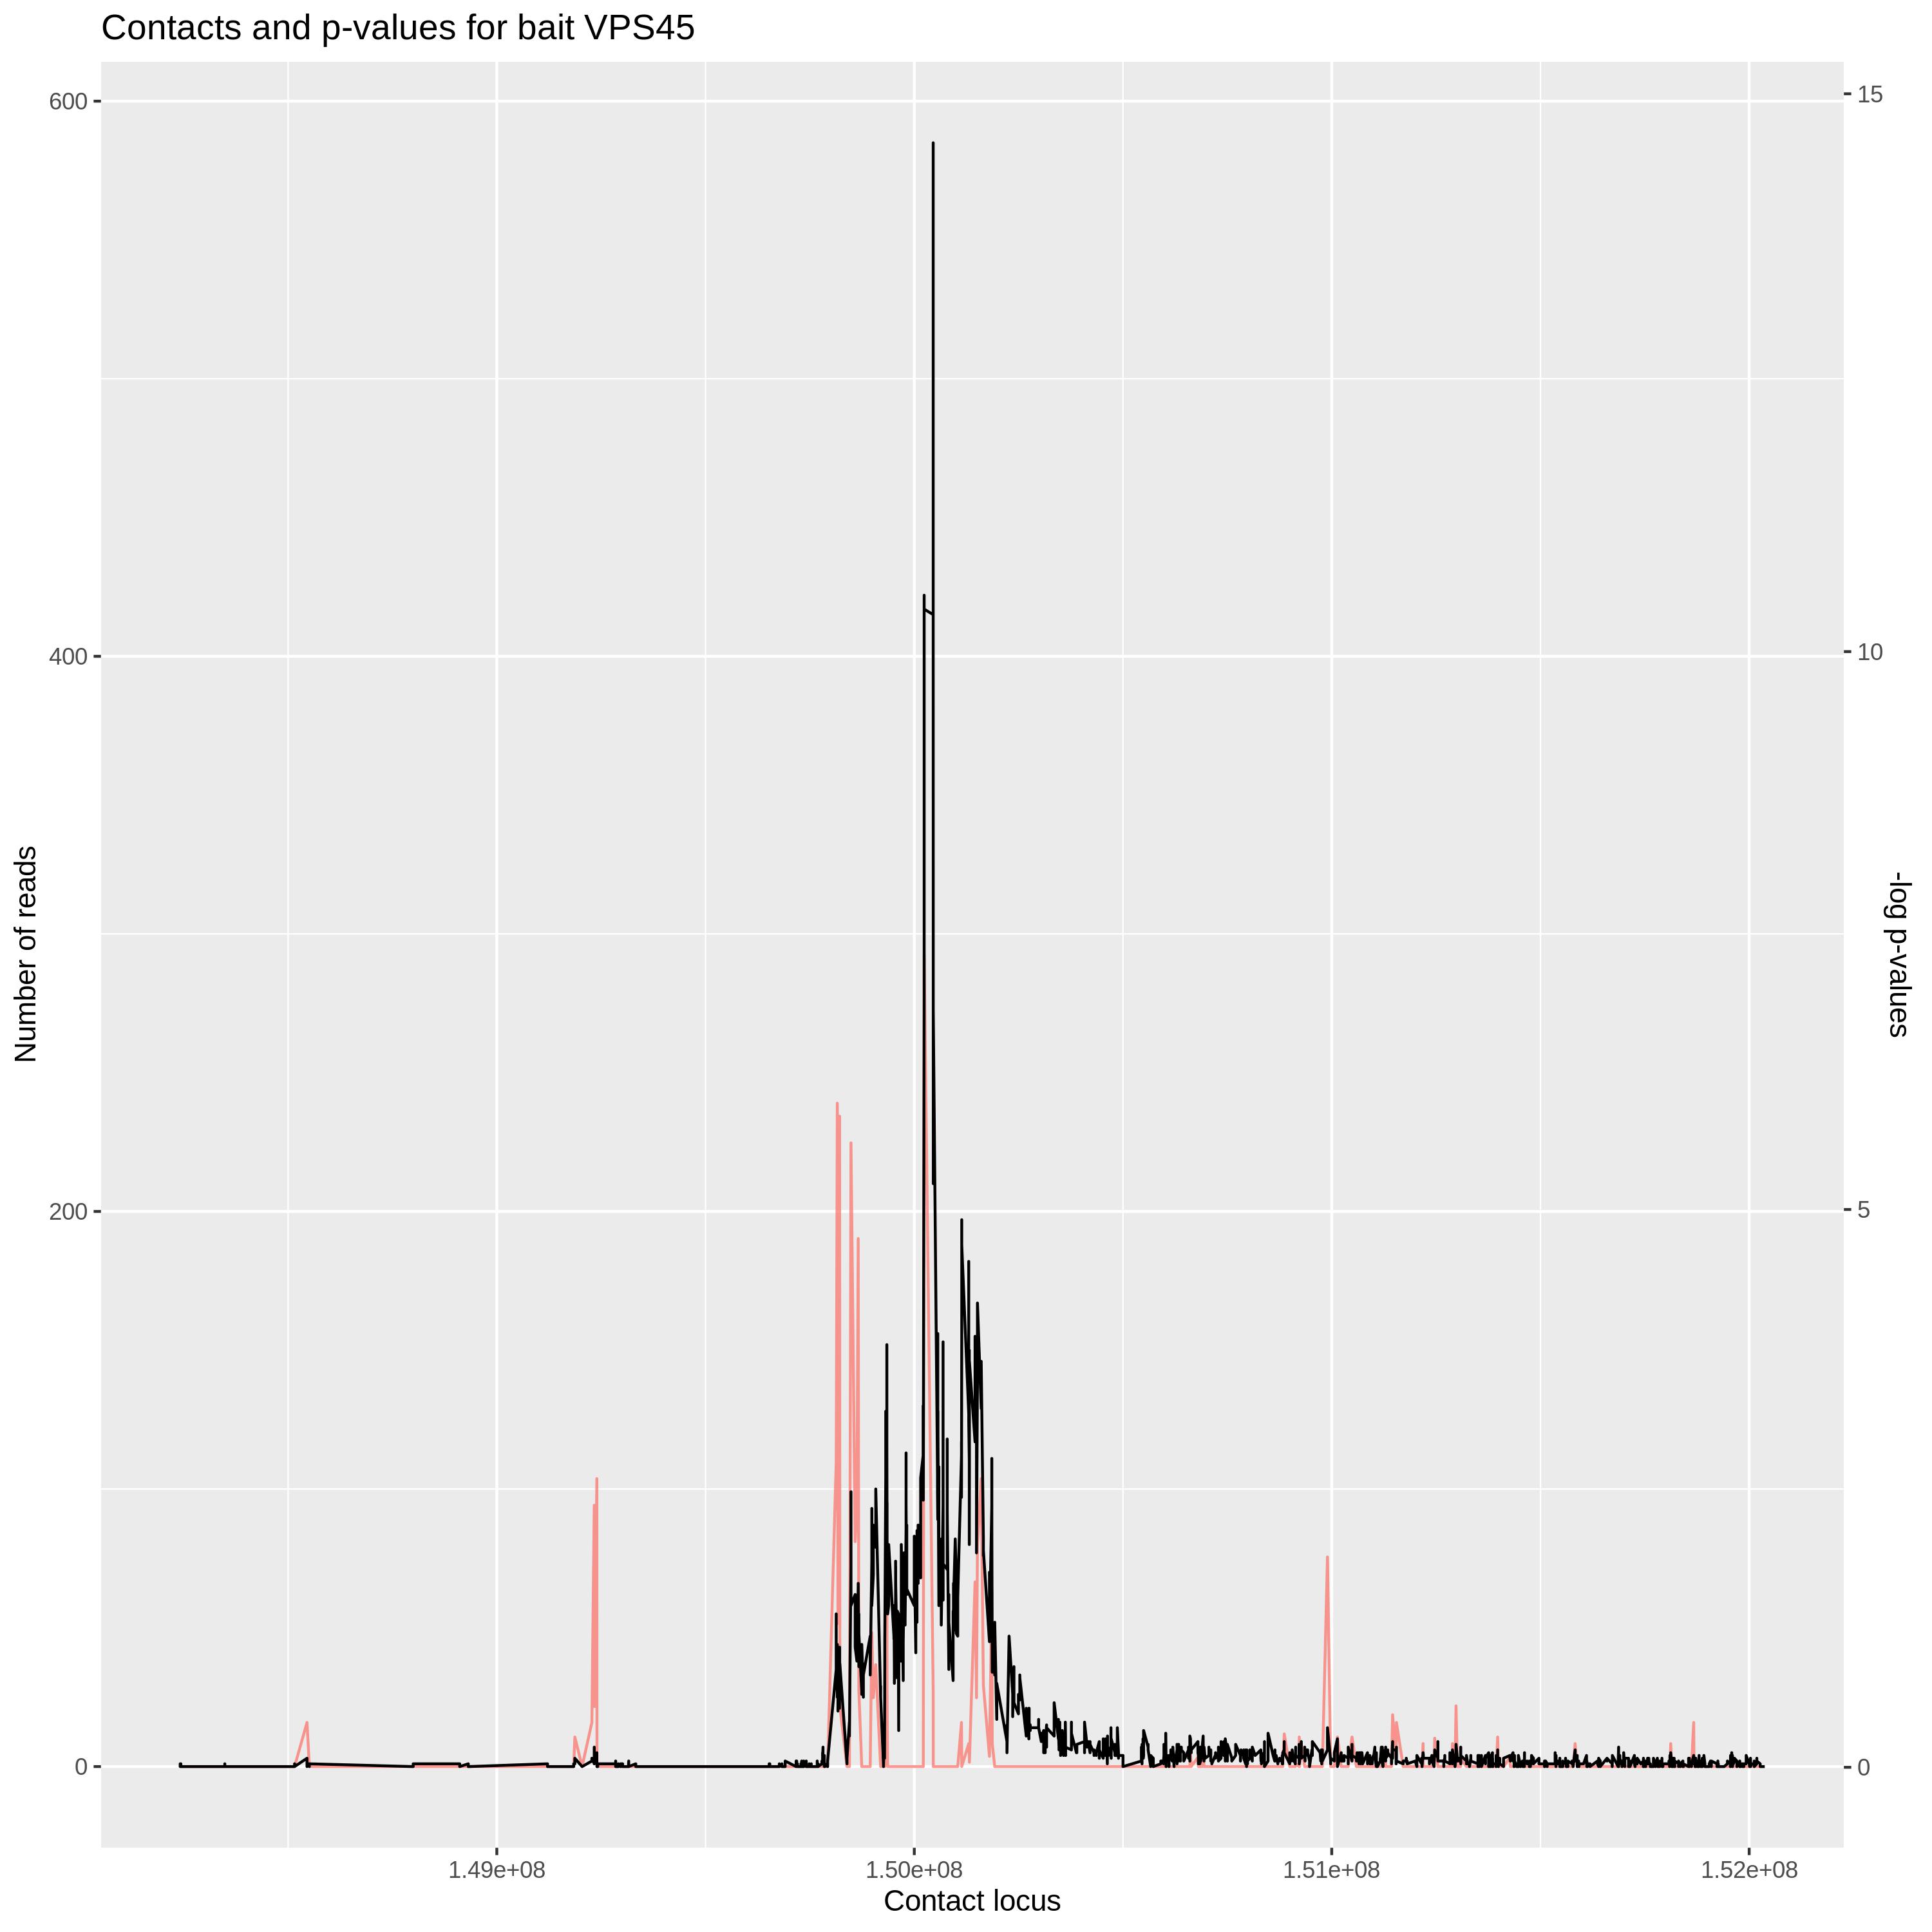 Contacts and p-values for bait VPS45
600
400
200
0
15
10
5
0
Number of reads
-log p-values
1.49e+08
1.50e+08
1.51e+08
1.52e+08
Contact locus